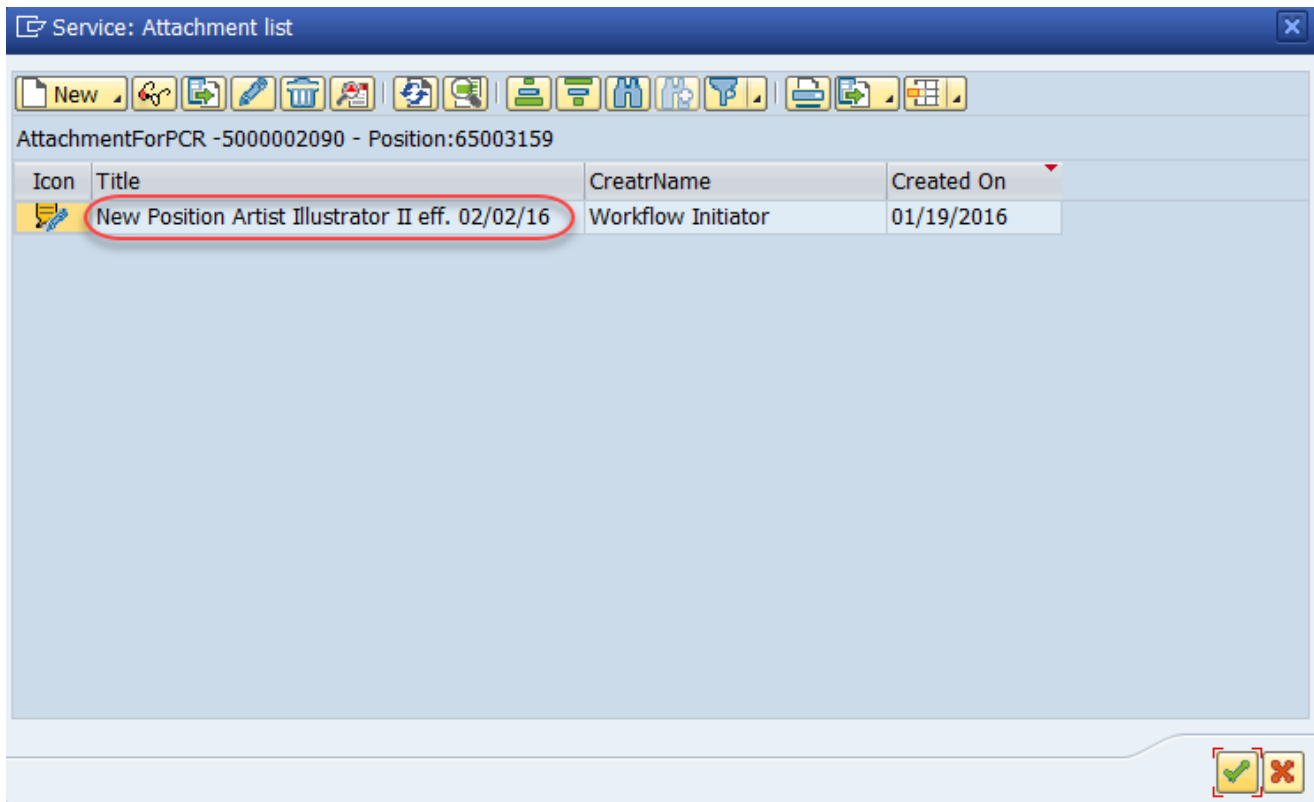 Service: Attachment list
New
AttachmentForPCR -5000002090 - Position:65003159
Icon Title CreatrName Created On
New Position Artist Illustrator II eff. 02/02/16 Workflow Initiator 01/19/2016